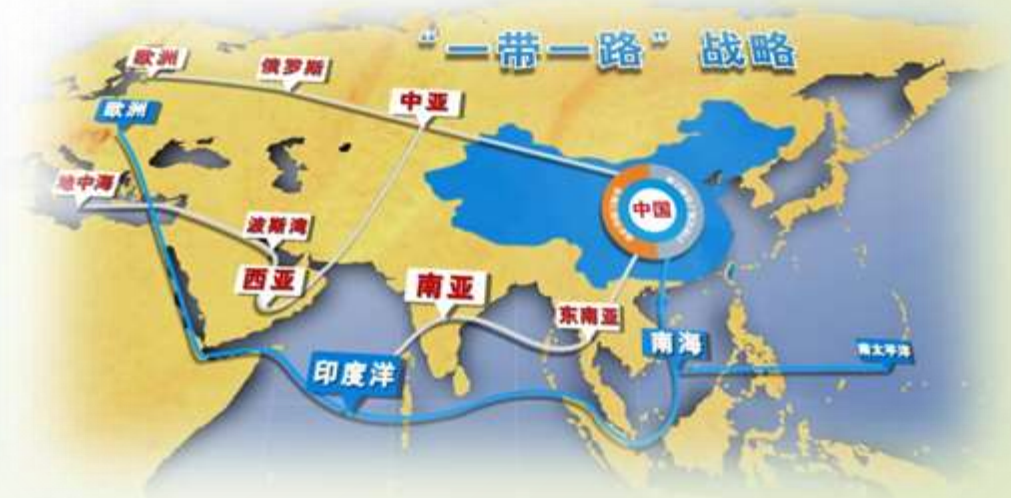 “一带一路”战略
欧洲
俄罗斯
中亚
欧洲
地中海
波斯湾
西亚
南亚
东南亚
中国
印度洋
南海
南太平洋